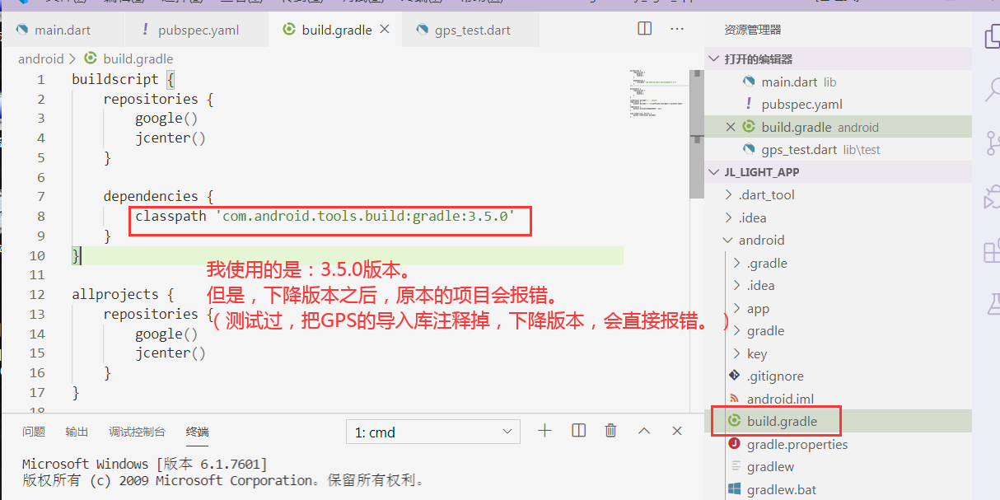 main.dart
! pubspec.yaml
build.gradle
gps_test.dart
资源管理器
android > build.gradle
打开的编辑器
main.dart lib
! pubspec.yaml
build.gradle android
gps_test.dart lib\test
JL_LIGHT_APP
.dart_tool
.idea
android
.gradle
.idea
app
gradle
key
.gitignore
android.iml
build.gradle
gradle.properties
gradlew
gradlew.bat
1 buildscript {
2 repositories {
3 google()
4 jcenter()
5 }
6
7 dependencies {
8 classpath 'com.android.tools.build:gradle:3.5.0'
9 }
10 }
11
12 allprojects {
13 repositories {
14 google()
15 jcenter()
16 }
17 }
18
我使用的是：3.5.0版本。
但是，下降版本之后，原本的项目会报错。
（测试过，把GPS的导入库注释掉，下降版本，会直接报错。）
问题 输出 调试控制台 终端
1: cmd
Microsoft Windows [版本 6.1.7601]
版权所有 (c) 2009 Microsoft Corporation。保留所有权利。